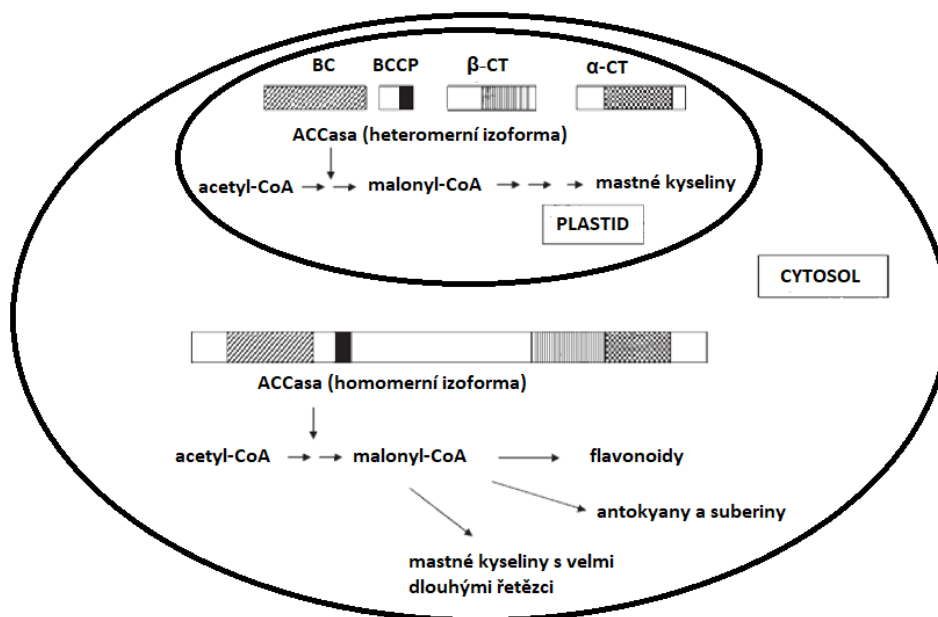 BC BCCP β-CT α-CT
ACCasa (heteromerní izoforma)
acetyl-CoA malonyl-CoA mastné kyseliny
PLASTID
CYTOSOL
ACCasa (homomerní izoforma)
acetyl-CoA malonyl-CoA flavonoidy
antokyany a suberiny
mastné kyseliny s velmi
dlouhými řetězci